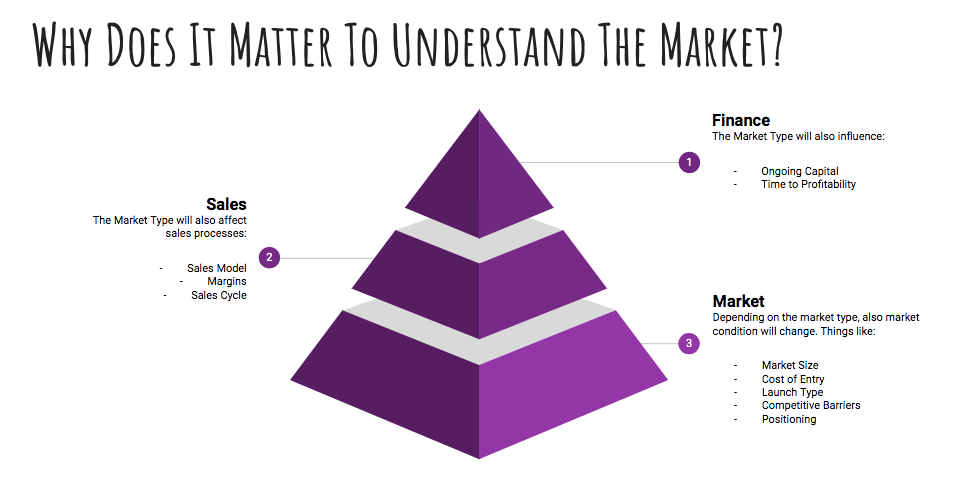 WHY DOES IT MATTER TO UNDERSTAND THE MARKET?
Finance
The Market Type will also influence:
- Ongoing Capital
- Time to Profitability
1
Sales
The Market Type will also affect
sales processes:
- Sales Model
- Margins
- Sales Cycle
2
Market
Depending on the market type, also market
condition will change. Things like:
- Market Size
- Cost of Entry
- Launch Type
- Competitive Barriers
- Positioning
3